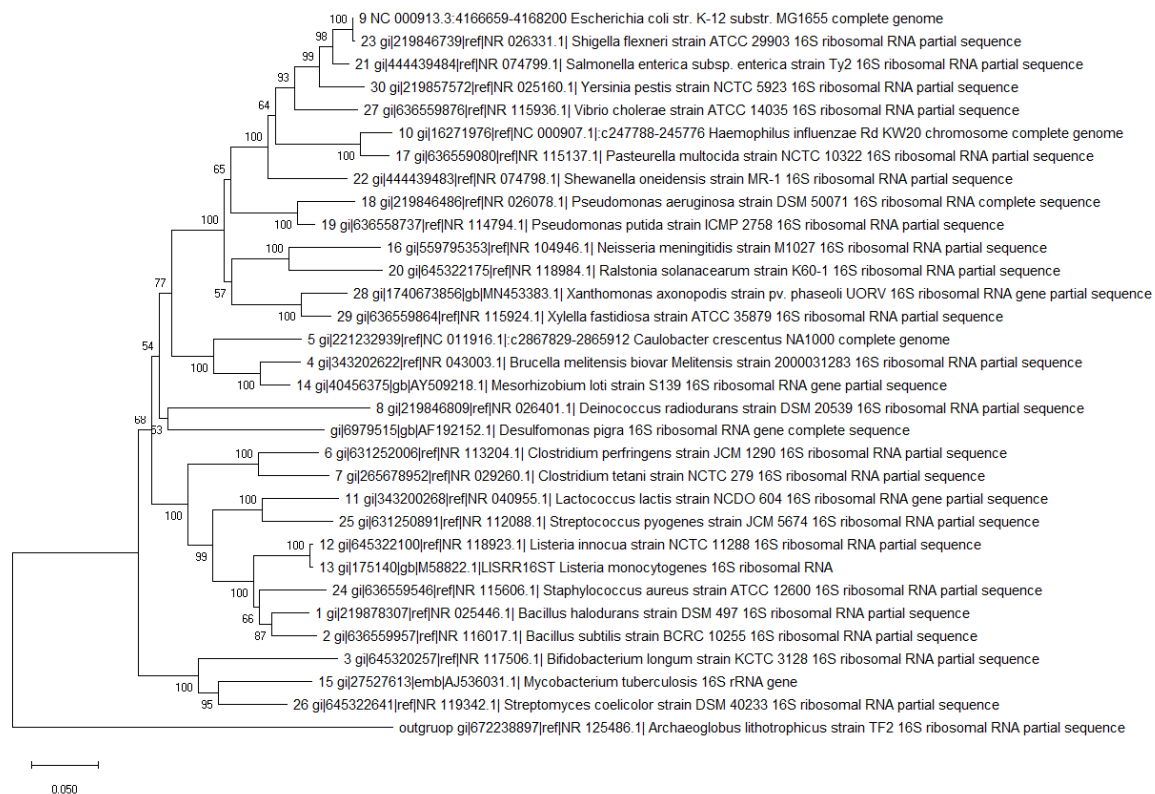 100 9 NC 000913.3:4166659-4168200 Escherichia coli str. K-12 substr. MG1655 complete genome
98 23 gi|219846739|ref|NR 026331.1| Shigella flexneri strain ATCC 29903 16S ribosomal RNA partial sequence
99 21 gi|444439484|ref|NR 074799.1| Salmonella enterica subsp. enterica strain Ty2 16S ribosomal RNA partial sequence
93 30 gi|219857572|ref|NR 025160.1| Yersinia pestis strain NCTC 5923 16S ribosomal RNA partial sequence
64 27 gi|636559876|ref|NR 115936.1| Vibrio cholerae strain ATCC 14035 16S ribosomal RNA partial sequence
100 10 gi|16271976|ref|NC 000907.1|:c247788-245776 Haemophilus influenzae Rd KW20 chromosome complete genome
100 17 gi|636559080|ref|NR 115137.1| Pasteurella multocida strain NCTC 10322 16S ribosomal RNA partial sequence
65 22 gi|444439483|ref|NR 074798.1| Shewanella oneidensis strain MR-1 16S ribosomal RNA partial sequence
18 gi|219846486|ref|NR 026078.1| Pseudomonas aeruginosa DSM 50071 16S ribosomal RNA complete sequence
100 100 19 gi|636558737|ref|NR 114794.1| Pseudomonas putida strain ICMP 2758 16S ribosomal RNA partial sequence
100 16 gi|559795353|ref|NR 104946.1| Neisseria meningitidis strain M1027 16S ribosomal RNA partial sequence
20 gi|645322175|ref|NR 118984.1| Ralstonia solanacearum strain K60-1 16S ribosomal RNA partial sequence
77 57 28 gi|1740673856|gb|MN453383.1| Xanthomonas axonopodis strain pv. phaseoli UORV 16S ribosomal RNA gene partial sequence
100 29 gi|636559864|ref|NR 115924.1| Xylella fastidiosa strain ATCC 35879 16S ribosomal RNA partial sequence
54 5 gi|221232939|ref|NC 011916.1|:c2867829-2865912 Caulobacter crescentus NA1000 complete genome
100 4 gi|343202622|ref|NR 043003.1| Brucella melitensis biovar Melitensis strain 2000031283 16S ribosomal RNA partial sequence
100 14 gi|40456375|gb|AY509218.1| Mesorhizobium loti strain S139 16S ribosomal RNA gene partial sequence
68 8 gi|219846809|ref|NR 026401.1| Deinococcus radiodurans strain DSM 20539 16S ribosomal RNA partial sequence
53 gi|6979515|gb|AF192152.1| Desulfomonas pigra 16S ribosomal RNA gene complete sequence
100 6 gi|631252006|ref|NR 113204.1| Clostridium perfringens strain JCM 1290 16S ribosomal RNA partial sequence
7 gi|265678952|ref|NR 029260.1| Clostridium tetani strain NCTC 279 16S ribosomal RNA partial sequence
100 11 gi|343200268|ref|NR 040955.1| Lactococcus lactis strain NCDO 604 16S ribosomal RNA gene partial sequence
100 25 gi|631250891|ref|NR 112088.1| Streptococcus pyogenes strain JCM 5674 16S ribosomal RNA partial sequence
100 12 gi|645322100|ref|NR 118923.1| Listeria innocua strain NCTC 11288 16S ribosomal RNA partial sequence
99 13 gi|175140|gb|M58822.1|LISRR16ST Listeria monocytogenes 16S ribosomal RNA
100 24 gi|636559546|ref|NR 115606.1| Staphylococcus aureus strain ATCC 12600 16S ribosomal RNA partial sequence
66 1 gi|219878307|ref|NR 025446.1| Bacillus halodurans strain DSM 497 16S ribosomal RNA partial sequence
87 2 gi|636559957|ref|NR 116017.1| Bacillus subtilis strain BCRC 10255 16S ribosomal RNA partial sequence
3 gi|645320257|ref|NR 117506.1| Bifidobacterium longum strain KCTC 3128 16S ribosomal RNA partial sequence
100 15 gi|27527613|emb|AJ536031.1| Mycobacterium tuberculosis 16S rRNA gene
95 26 gi|645322641|ref|NR 119342.1| Streptomyces coelicolor strain DSM 40233 16S ribosomal RNA partial sequence
outgruop gi|672238897|ref|NR 125486.1| Archaeoglobus lithotrophicus strain TF2 16S ribosomal RNA partial sequence
0.050